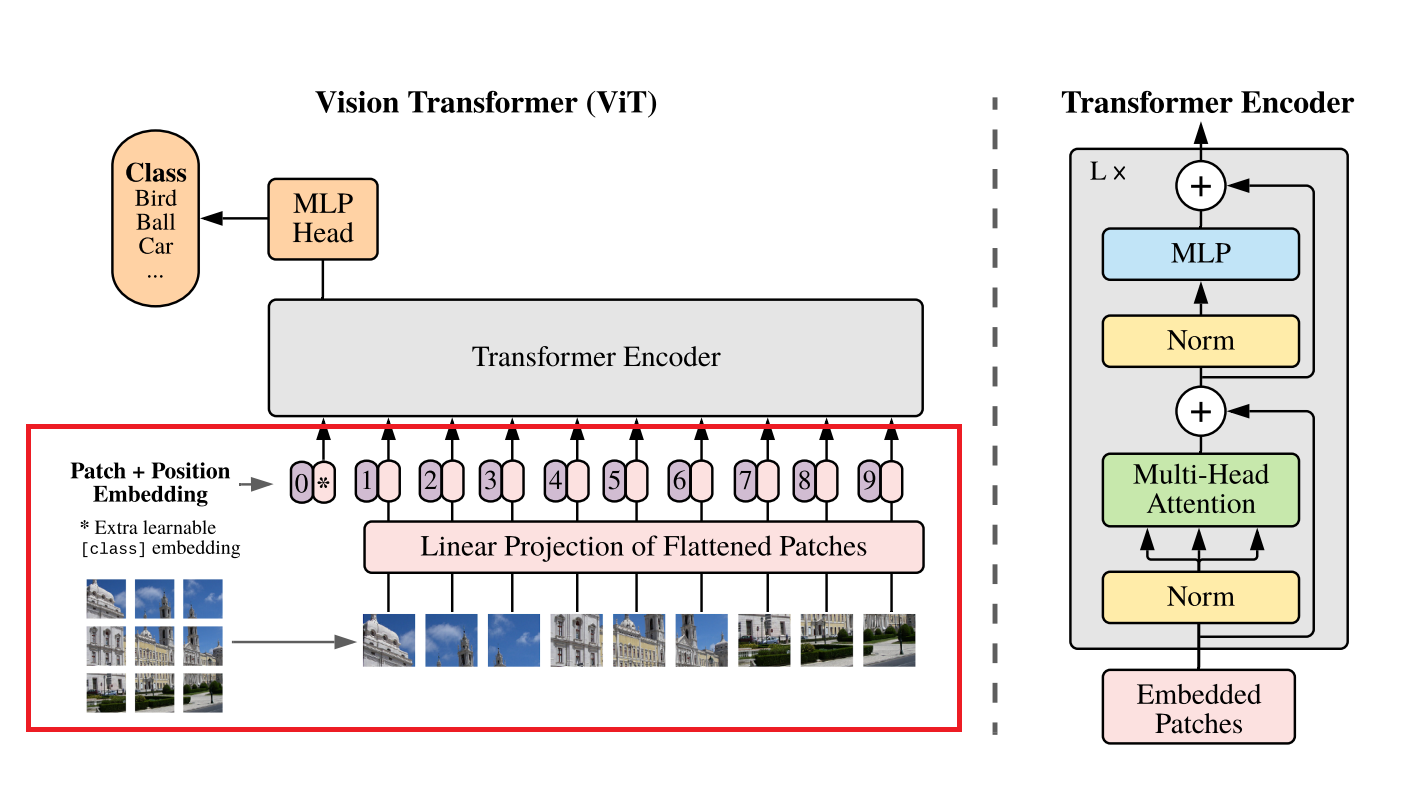 Vision Transformer (ViT)
Class
Bird
Ball
Car
...
MLP
Head
Transformer Encoder
Patch + Position
Embedding
0 * 1 2 3 4 5 6 7 8 9
* Extra learnable
[class] embedding
Linear Projection of Flattened Patches
Transformer Encoder
L x
+
MLP
Norm
+
Multi-Head
Attention
Norm
Embedded
Patches